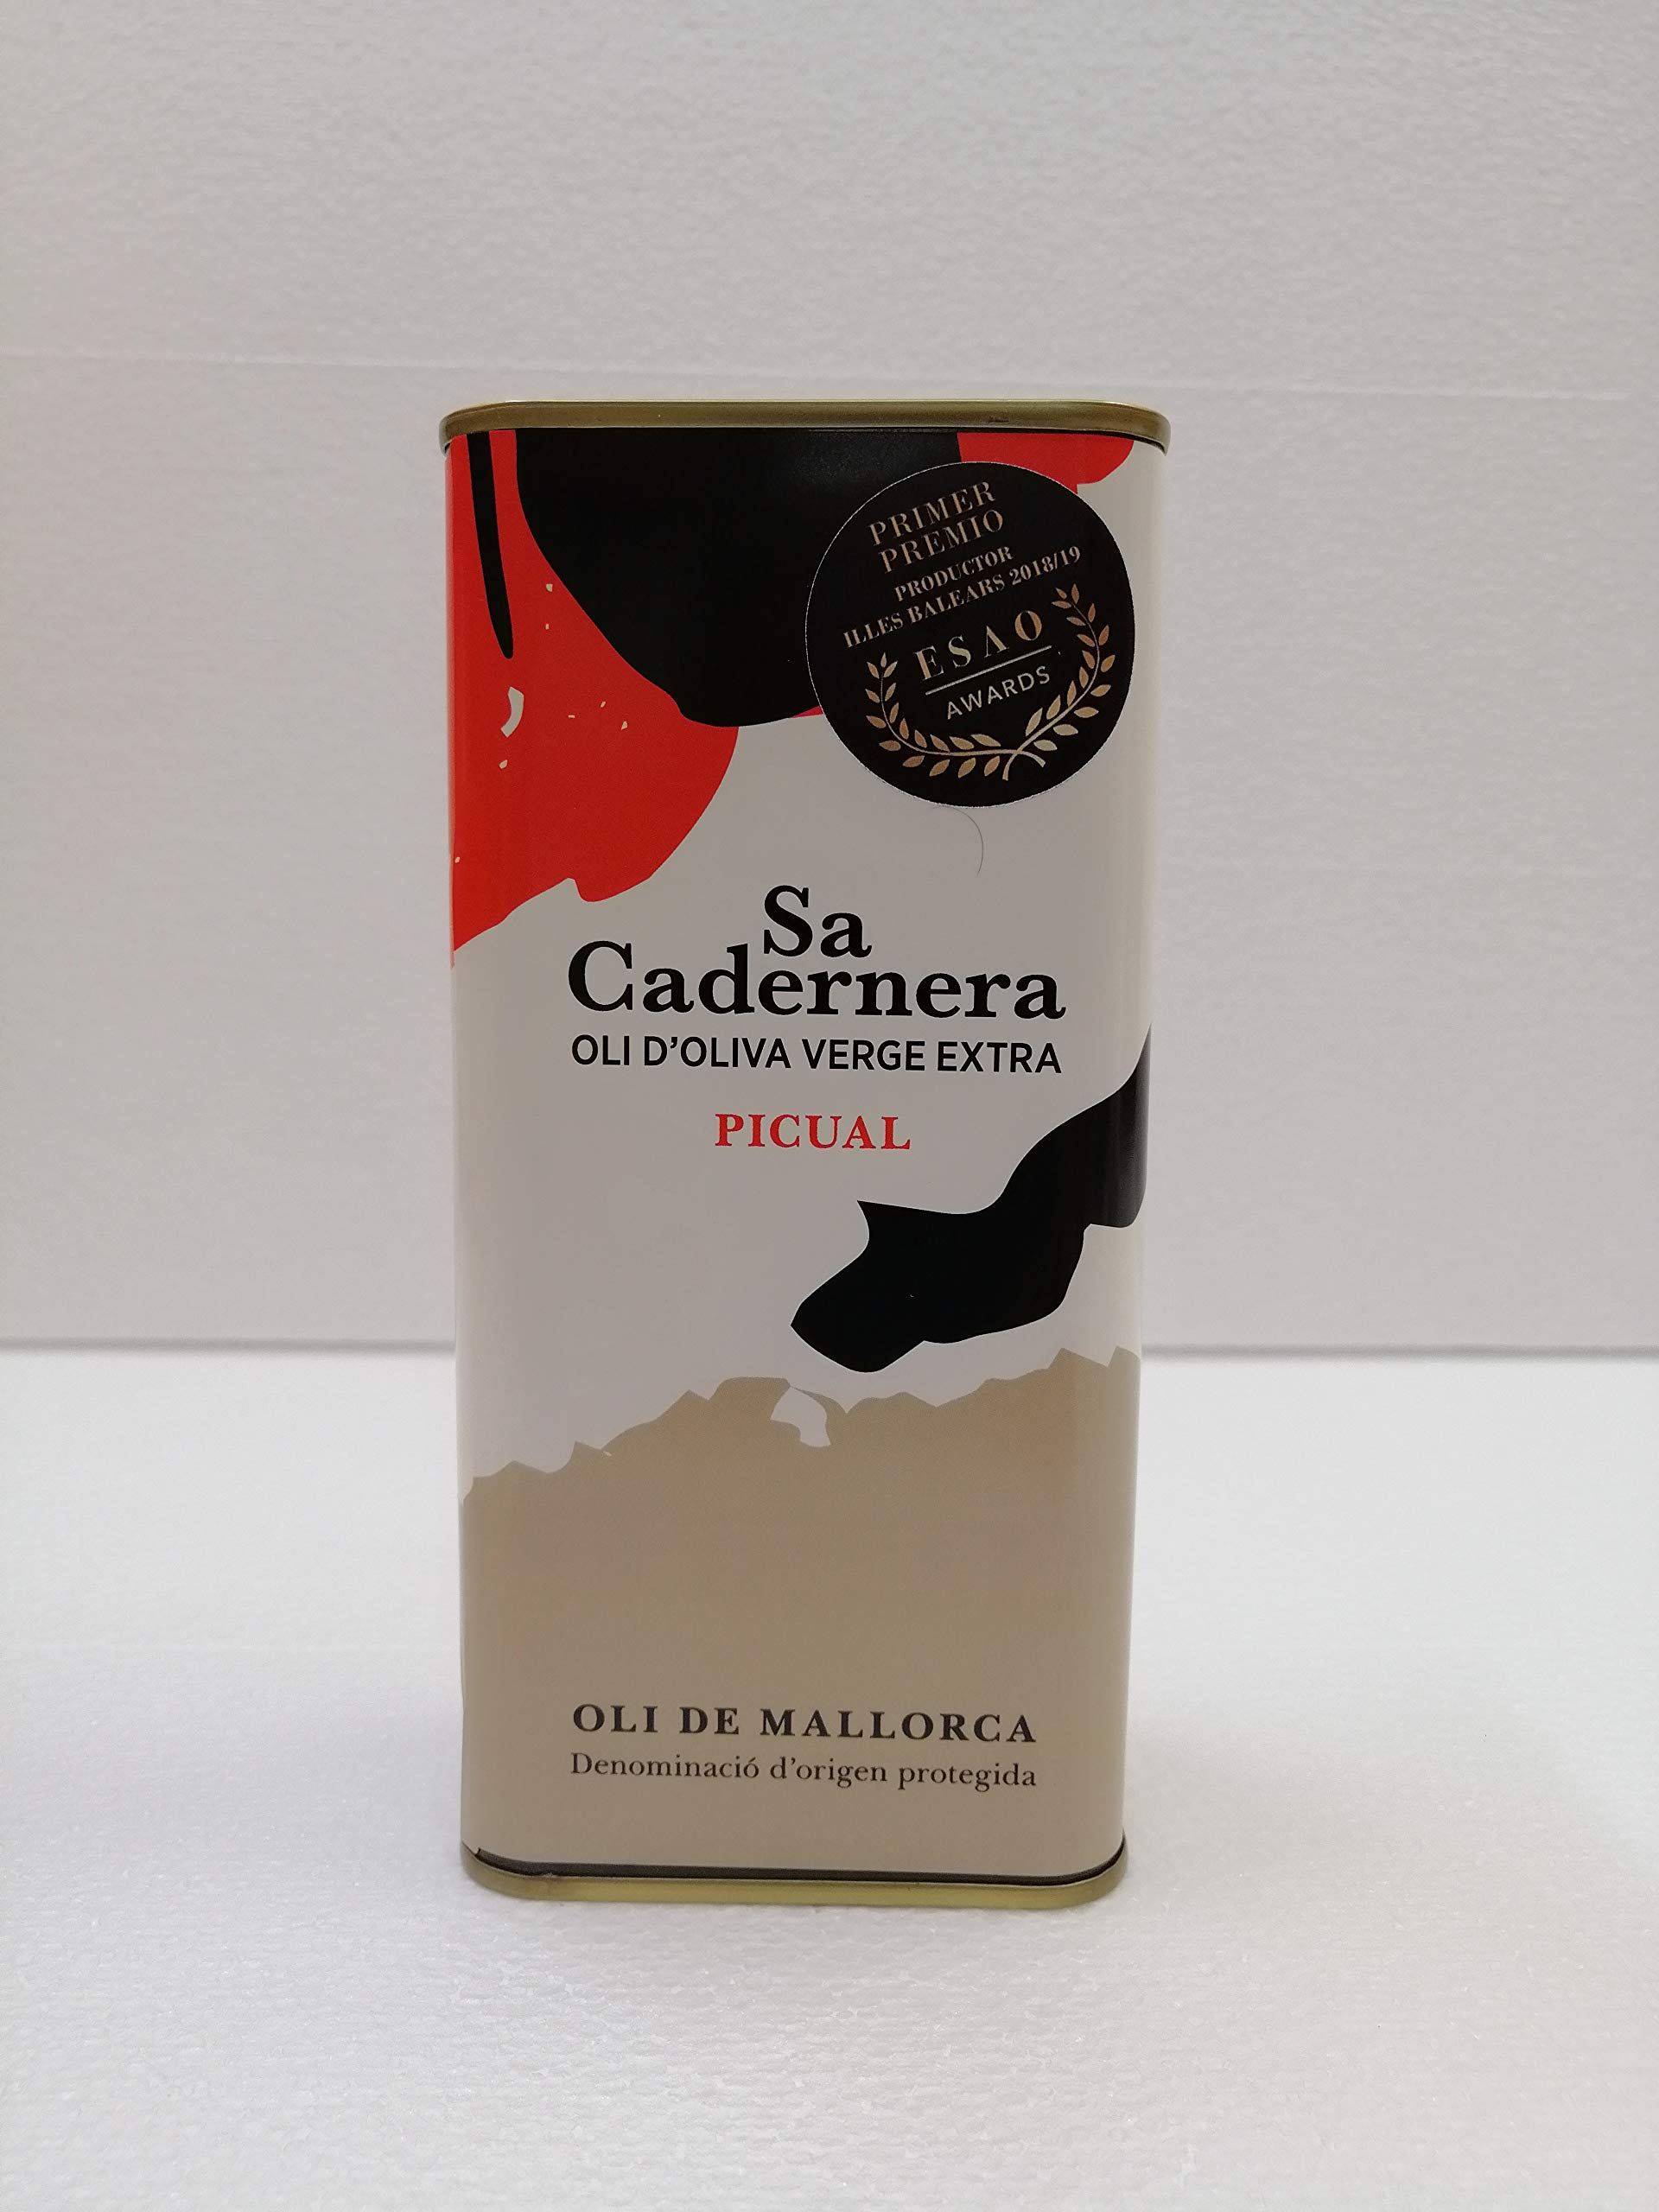 PRIMER
PREMIO
PRODUCTOR
ILLES BALEARS 2018/19
ESAO
AWARDS
Sa
Cadernera
OLI D'OLIVA VERGE EXTRA
PICUAL
OLI DE MALLORCA
Denominació d'origen protegida